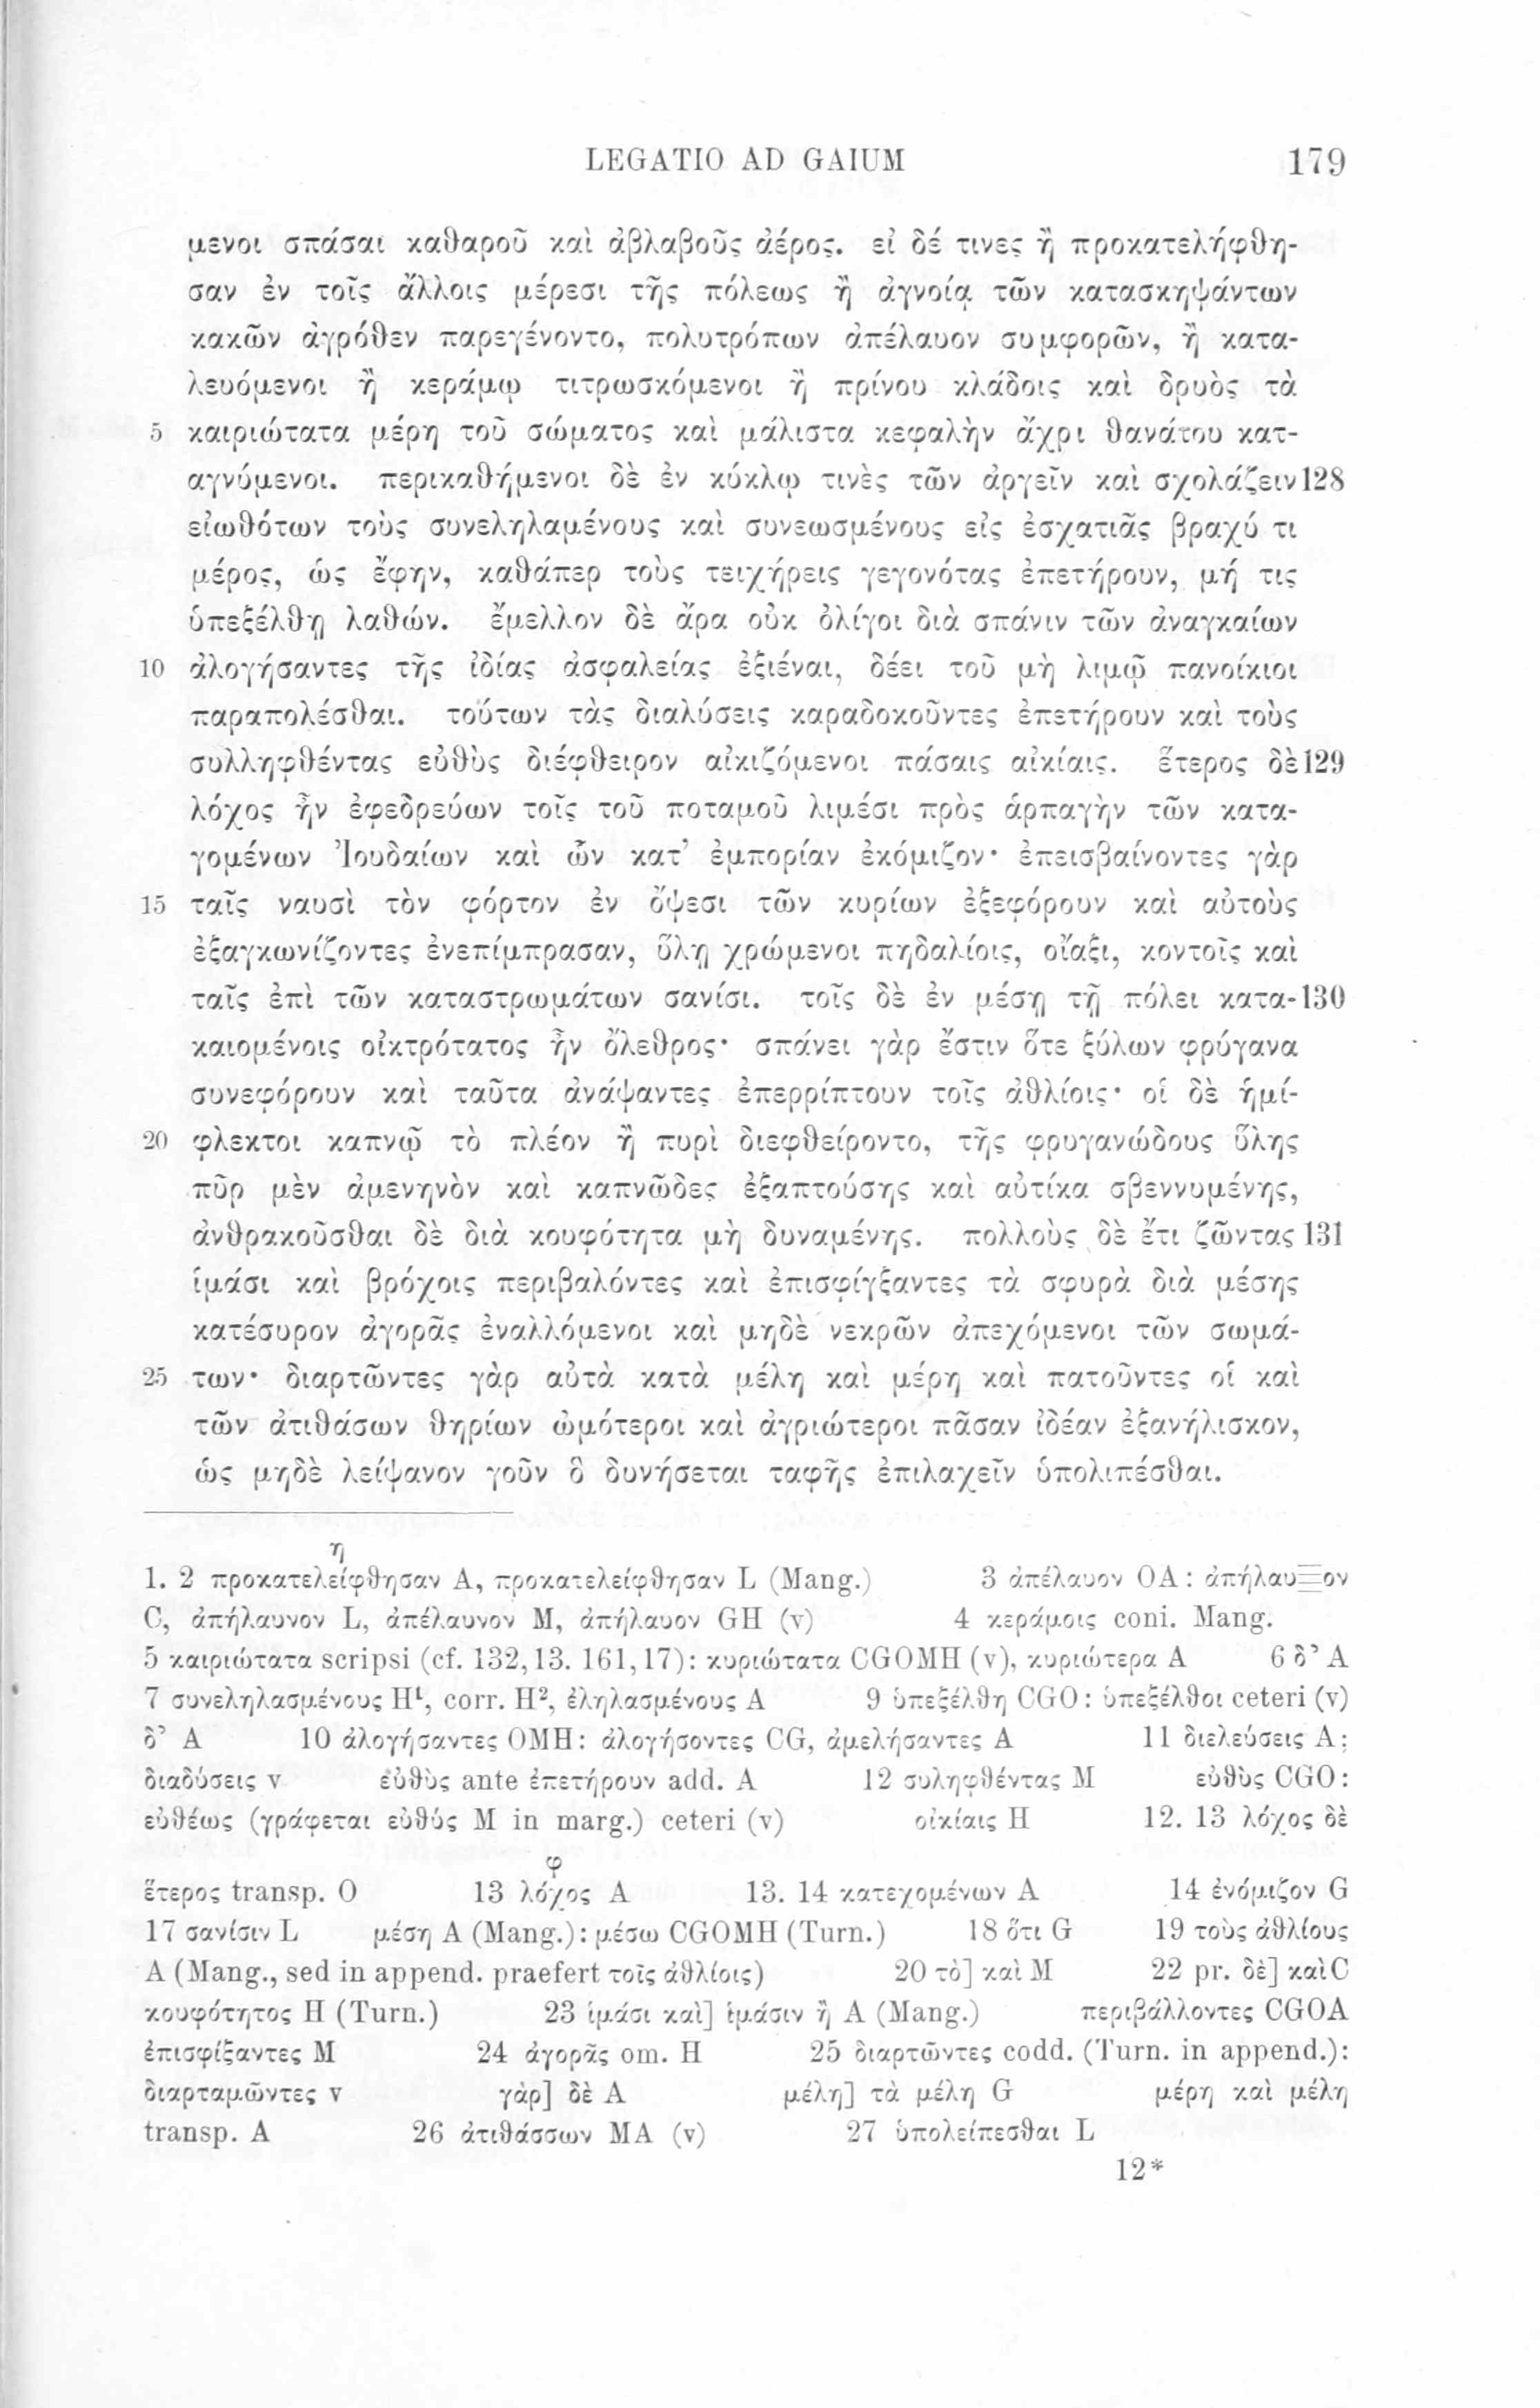 LEGATIO AD GAIUM 179
μενοι σπάσαι καθαροῦ καὶ ἀβλαβοῦς ἀέρος. εἰ δέ τινες ἢ προκατελήφθη-
σαν ἐν τοῖς ἄλλοις μέρεσι τῆς πόλεως ἢ ἀγνοίᾳ τῶν κατασκηψάντων
κακῶν ἀγρόθεν παρεγένοντο, πολυτρόπων ἀπέλαυον συμφορῶν, ἢ κατα-
λευόμενοι ἢ κεράμῳ τιτρωσκόμενοι ἢ πρίνου κλάδοις καὶ δρυὸς τὰ
5 καιριώτατα μέρη τοῦ σώματος καὶ μάλιστα κεφαλὴν ἄχρι θανάτου κατ-
αγνύμενοι. περικαθήμενοι δὲ ἐν κύκλῳ τινὲς τῶν ἀργεῖν καὶ σχολάζειν 128
εἰωθότων τοὺς συνεληλαμένους καὶ συνεωσμένους εἰς ἐσχατιᾶς βραχύ τι
μέρος, ὡς ἔφην, καθάπερ τοὺς τειχήρεις γεγονότας ἐπετήρουν, μή τις
ὑπεξέλθῃ λαθών. ἔμελλον δὲ ἄρα οὐκ ὀλίγοι διὰ σπάνιν τῶν ἀναγκαίων
10 ἀλογήσαντες τῆς ἰδίας ἀσφαλείας ἐξιέναι, δέει τοῦ μὴ λιμῷ πανοίκιοι
παραπολέσθαι. τούτων τὰς διαλύσεις καραδοκοῦντες ἐπετήρουν καὶ τοὺς
συλληφθέντας εὐθὺς διέφθειρον αἰκιζόμενοι πάσαις αἰκίαις. ἕτερος δὲ 129
λόχος ἦν ἐφεδρεύων τοῖς τοῦ ποταμοῦ λιμέσι πρὸς ἁρπαγὴν τῶν κατα-
γομένων Ἰουδαίων καὶ ὧν κατ’ ἐμπορίαν ἐκόμιζον· ἐπεισβαίνοντες γὰρ
15 ταῖς ναυσὶ τὸν φόρτον ἐν ὄψεσι τῶν κυρίων ἐξεφόρουν καὶ αὐτοὺς
ἐξαγκωνίζοντες ἐνεπίμπρασαν, ὕλῃ χρώμενοι πηδαλίοις, οἴαξι, κοντοῖς καὶ
ταῖς ἐπὶ τῶν καταστρωμάτων σανίσι. τοῖς δὲ ἐν μέσῃ τῇ πόλει κατα- 130
καιομένοις οἰκτρότατος ἦν ὄλεθρος· σπάνει γὰρ ἔστιν ὅτε ξύλων φρύγανα
συνεφόρουν καὶ ταῦτα ἀνάψαντες ἐπερρίπτουν τοῖς ἀθλίοις· οἱ δὲ ἡμί-
20 φλεκτοι καπνῷ τὸ πλέον ἢ πυρὶ διεφθείροντο, τῆς φρυγανώδους ὕλης
πῦρ μὲν ἀμενηνὸν καὶ καπνῶδες ἐξαπτούσης καὶ αὐτίκα σβεννυμένης,
ἀνθρακοῦσθαι δὲ διὰ κουφότητα μὴ δυναμένης. πολλοὺς δὲ ἔτι ζῶντας 131
ἱμάσι καὶ βρόχοις περιβαλόντες καὶ ἐπισφίγξαντες τὰ σφυρὰ διὰ μέσης
κατέσυρον ἀγορᾶς ἐναλλόμενοι καὶ μηδὲ νεκρῶν ἀπεχόμενοι τῶν σωμά-
25 των· διαρτῶντες γὰρ αὐτὰ κατὰ μέλη καὶ μέρη καὶ πατοῦντες οἱ καὶ
τῶν ἀτιθάσων θηρίων ὠμότεροι καὶ ἀγριώτεροι πᾶσαν ἰδέαν ἐξανήλισκον,
ὡς μηδὲ λείψανον γοῦν ὃ δυνήσεται ταφῆς ἐπιλαχεῖν ὑπολιπέσθαι.
η
1. 2 προκατελείφθησαν A, προκατελείφθησαν L (Mang.) 3 ἀπέλαυον OA: ἀπήλαυ ον
C, ἀπήλαυνον L, ἀπέλαυνον M, ἀπήλαυον GH (v) 4 κεράμοις coni. Mang.
5 καιριώτατα scripsi (cf. 132,13. 161,17): κυριώτατα CGOMH (v), κυριώτερα A 6 δ’ A
7 συνεληλασμένους H¹, corr. H², ἐληλασμένους A 9 ὑπεξέλθη CGO: ὑπεξέλθοι ceteri (v)
δ’ A 10 ἀλογήσαντες OMH: ἀλογήσοντες CG, ἀμελήσαντες A 11 διελεύσεις A;
διαδύσεις v εὐθὺς ante ἐπετήρουν add. A 12 συληφθέντας M εὐθὺς CGO:
εὐθέως (γράφεται εὐθύς M in marg.) ceteri (v) οἰκίαις H 12. 13 λόχος δὲ
φ
ἕτερος transp. O 13 λόχος A 13. 14 κατεχομένων A 14 ἐνόμιζον G
17 σανίσιν L μέση A (Mang.): μέσω CGOMH (Turn.) 18 ὅτι G 19 τοὺς ἀθλίους
A (Mang., sed in append. praefert τοῖς ἀθλίοις) 20 τὸ] καὶ M 22 pr. δὲ] καὶ C
κουφότητος H (Turn.) 23 ἱμάσι καὶ] ἱμάσιν ἢ A (Mang.) περιβάλλοντες CGOA
ἐπισφίξαντες M 24 ἀγορᾶς om. H 25 διαρτῶντες codd. (Turn. in append.):
διαρταμῶντες v γὰρ] δὲ A μέλη] τὰ μέλη G μέρη καὶ μέλη
transp. A 26 ἀτιθάσσων MA (v) 27 ὑπολείπεσθαι L
12*